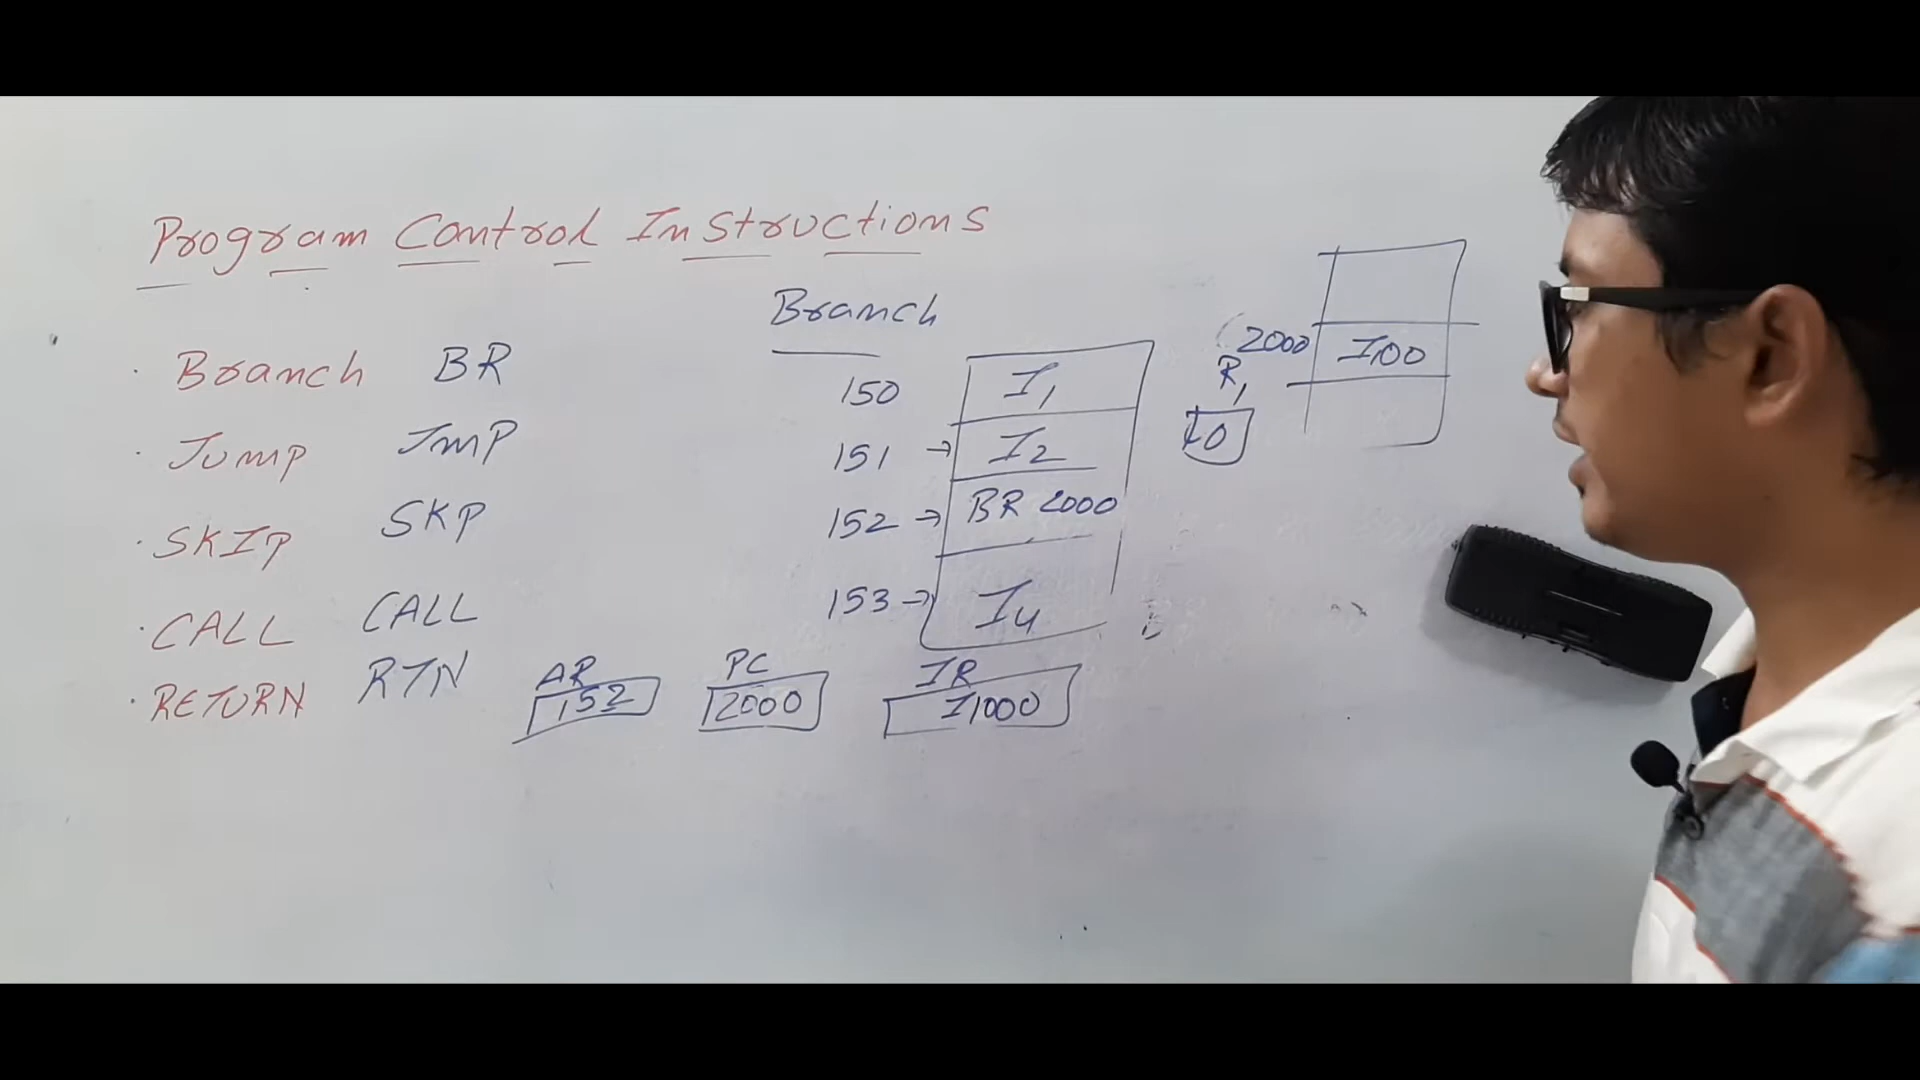 Program Control Instructions
Branch
· Branch BR
· Jump JMP
· SKIP SKP
· CALL CALL
· RETURN RTN
150 I1
151 → I2
152 → BR 2000
153 → I4
R1
10
2000 I100
AR
152
PC
2000
IR
I1000